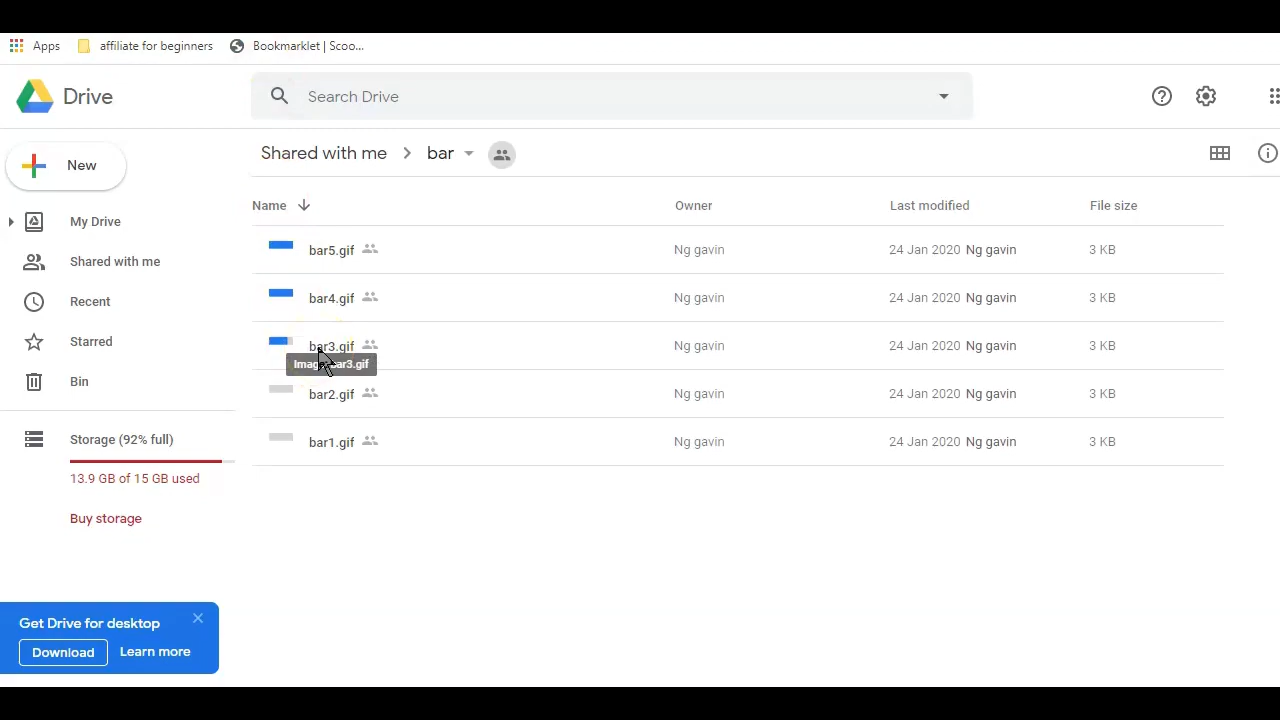 Apps affiliate for beginners Bookmarklet | Scoo...
Drive Search Drive
Shared with me bar
New
Name Owner Last modified File size
My Drive
Shared with me
Recent
Starred
Bin
Storage (92% full)
13.9 GB of 15 GB used
Buy storage
bar5.gif Ng gavin 24 Jan 2020 Ng gavin 3 KB
bar4.gif Ng gavin 24 Jan 2020 Ng gavin 3 KB
bar3.gif Ng gavin 24 Jan 2020 Ng gavin 3 KB
bar2.gif Ng gavin 24 Jan 2020 Ng gavin 3 KB
bar1.gif Ng gavin 24 Jan 2020 Ng gavin 3 KB
Get Drive for desktop
Download Learn more